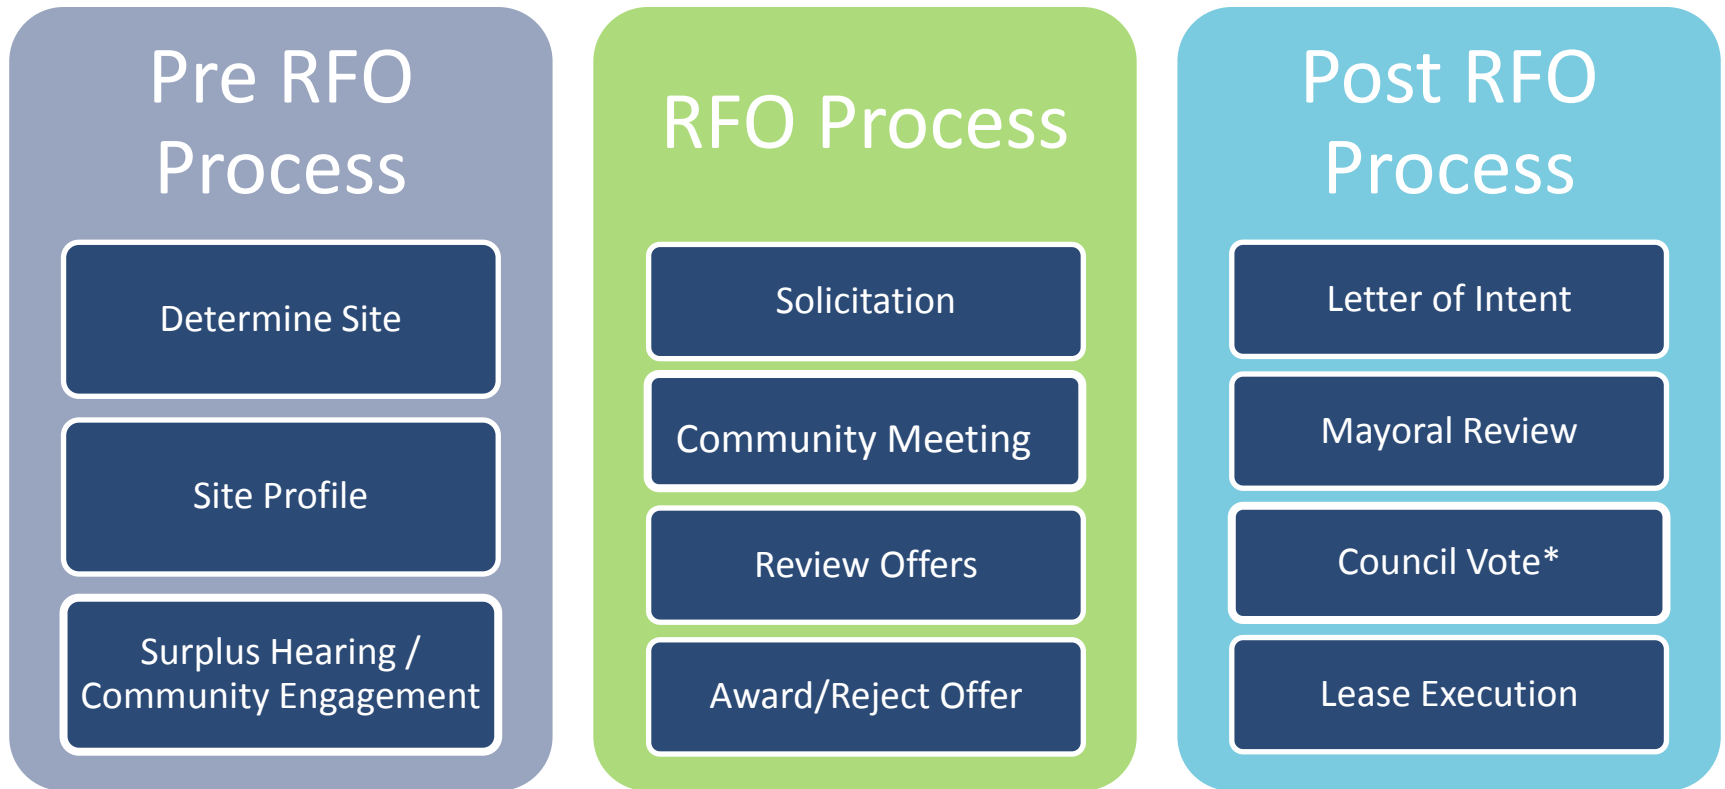 Pre RFO
Process
Determine Site
Site Profile
Surplus Hearing /
Community Engagement
RFO Process
Solicitation
Community Meeting
Review Offers
Award/Reject Offer
Post RFO
Process
Letter of Intent
Mayoral Review
Council Vote*
Lease Execution